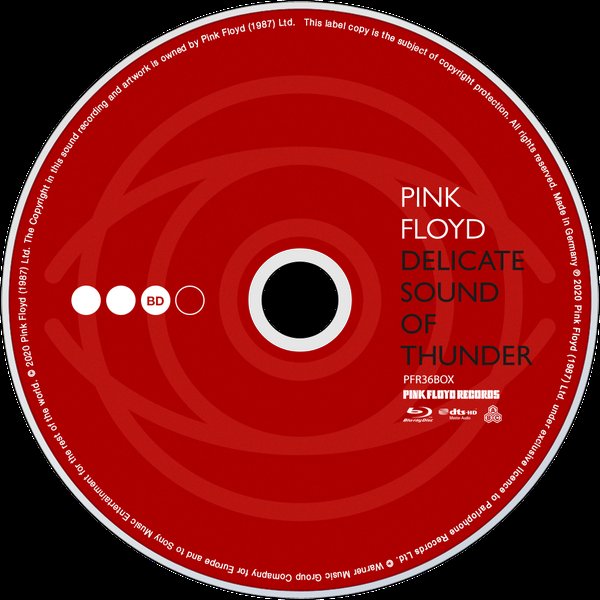 ℗ 2020 Pink Floyd (1987) Ltd. under exclusive licence to Parlophone Records Ltd. © Warner Music Group Comapny for Europe and to Sony Music Entertainment for the rest of the world. © 2020 Pink Floyd (1987) Ltd. The Copyright in this sound recording and artwork is owned by Pink Floyd (1987) Ltd. This label copy is the subject of copyright protection. All rights reserved. Made in Germany
PINK
FLOYD
DELICATE
SOUND
OF
THUNDER
BD
PFR36BOX
PINK FLOYD RECORDS
Blu-ray Disc
dts-HD
Master Audio